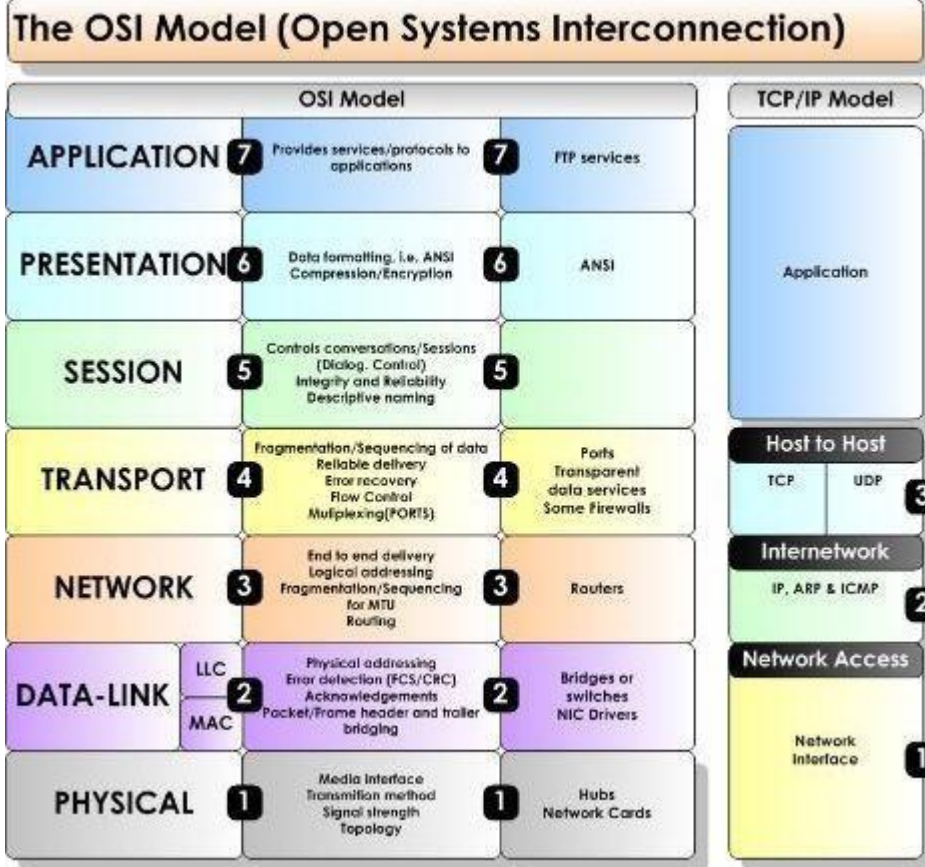 The OSI Model (Open Systems Interconnection)
OSI Model
TCP/IP Model
APPLICATION
7
Provides services/protocols to
applications
7
FTP services
PRESENTATION
6
Data formatting, i.e. ANSI
Compression/Encryption
6
ANSI
SESSION
5
Controls conversations/Sessions
(Dialog. Control)
Integrity and Reliability
Descriptive naming
5
TRANSPORT
4
Fragmentation/Sequencing of data
Reliable delivery
Error recovery
Flow Control
Muliplexing(PORTS)
4
Ports
Transparent
data services
Some Firewalls
NETWORK
3
End to end delivery
Logical addressing
Fragmentation/Sequencing
for MTU
Routing
3
Routers
DATA-LINK
LLC
MAC
2
Physical addressing
Error detection (FCS/CRC)
Acknowledgements
Packet/Frame header and trailer
bridging
2
Bridges or
switches
NIC Drivers
PHYSICAL
1
Media interface
Transmition method
Signal strength
Topology
1
Hubs
Network Cards
Application
Host to Host
TCP
UDP
3
Internetwork
IP, ARP & ICMP
2
Network Access
Network
Interface
1